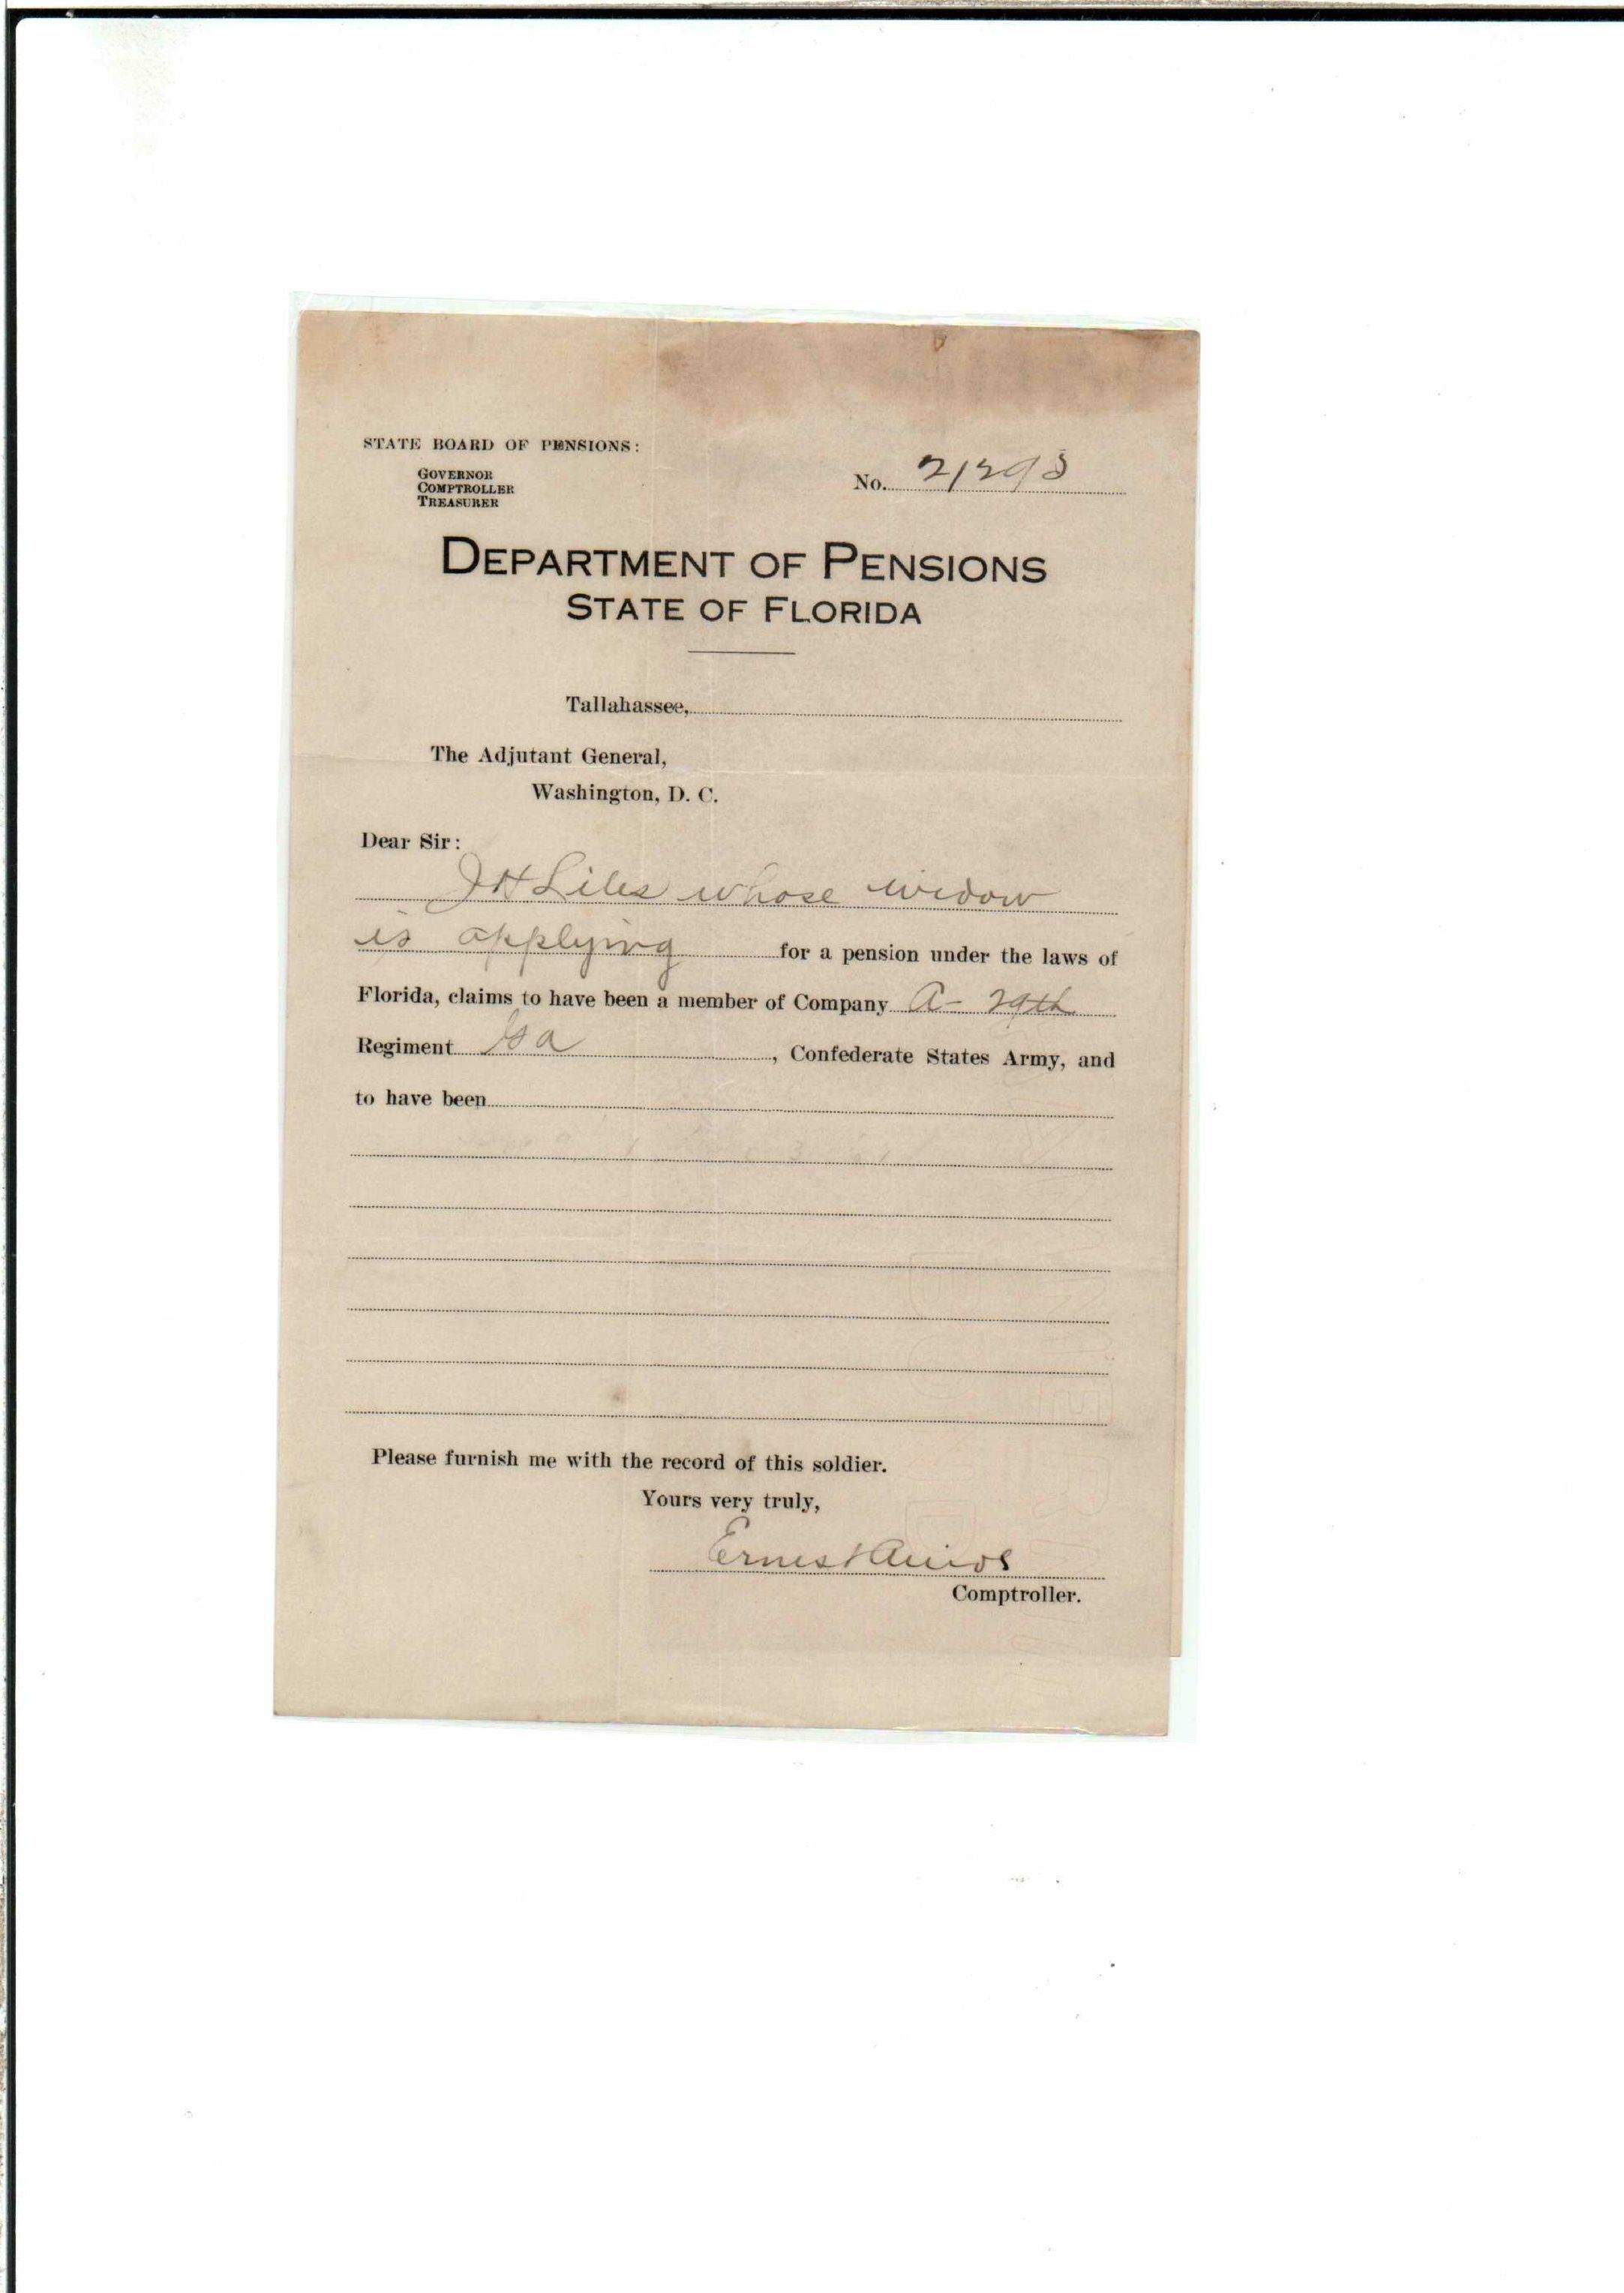 STATE BOARD OF PENSIONS:
GOVERNOR
COMPTROLLER
TREASURER
No. 21293
DEPARTMENT OF PENSIONS
STATE OF FLORIDA
Tallahassee,
The Adjutant General,
Washington, D. C.
Dear Sir:
J H Liles whose widow
is applying for a pension under the laws of
Florida, claims to have been a member of Company A- 29th
Regiment Ga, Confederate States Army, and
to have been
Please furnish me with the record of this soldier.
Yours very truly,
Ernest Amos
Comptroller.